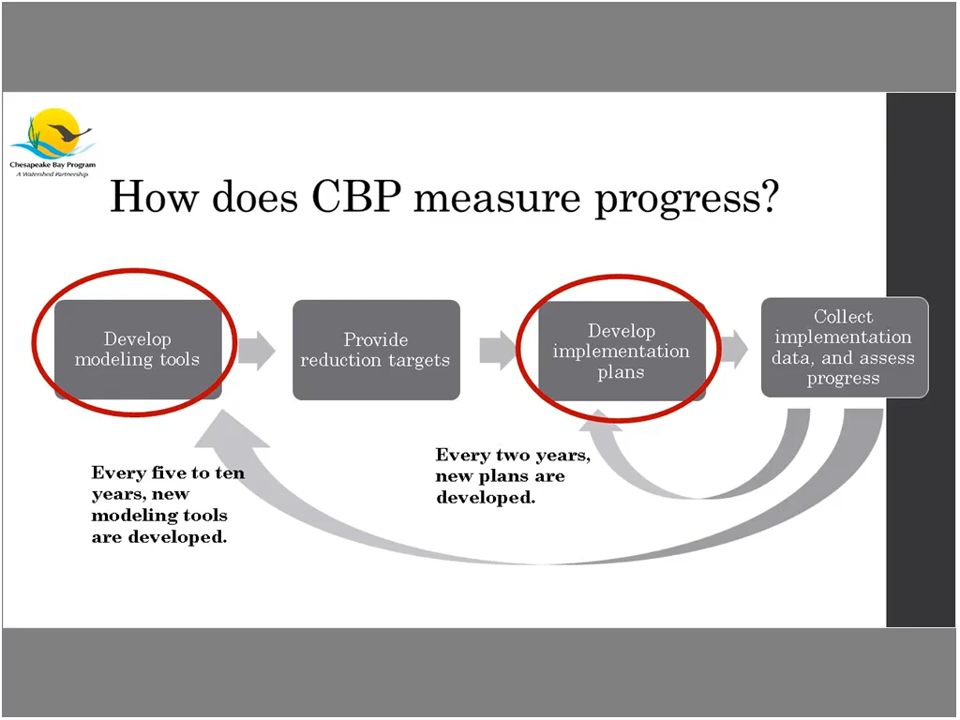 Chesapeake Bay Program
A Watershed Partnership
How does CBP measure progress?
Develop
modeling tools
Provide
reduction targets
Develop
implementation
plans
Collect
implementation
data, and assess
progress
Every five to ten
years, new
modeling tools
are developed.
Every two years,
new plans are
developed.